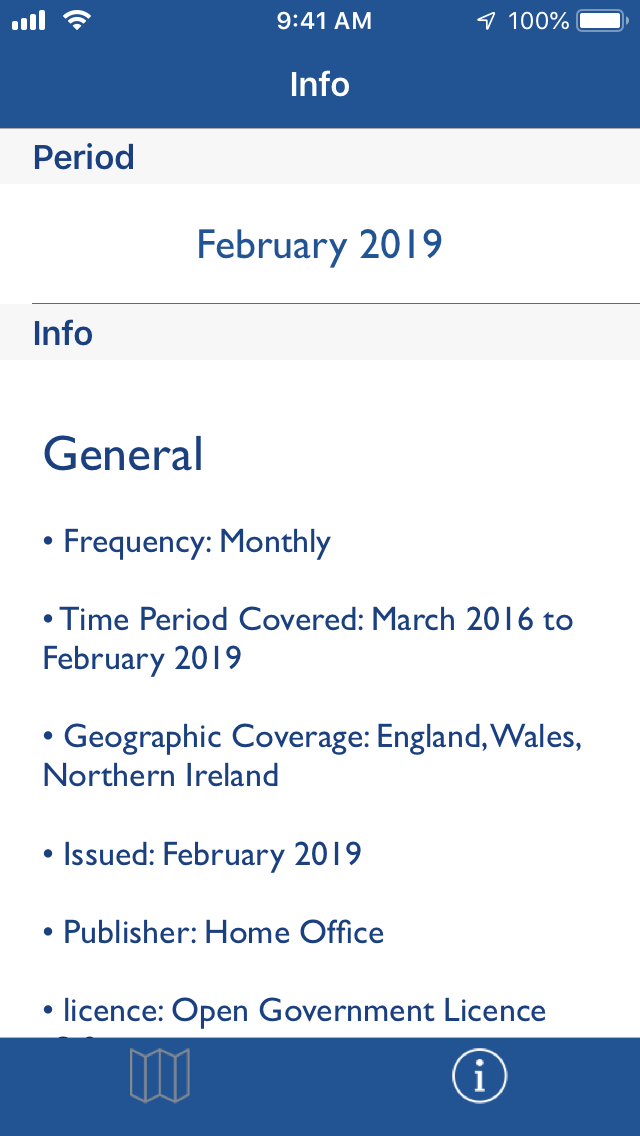 9:41 AM
100%
Info
Period
February 2019
Info
General
• Frequency: Monthly
• Time Period Covered: March 2016 to
February 2019
• Geographic Coverage: England, Wales,
Northern Ireland
• Issued: February 2019
• Publisher: Home Office
• licence: Open Government Licence